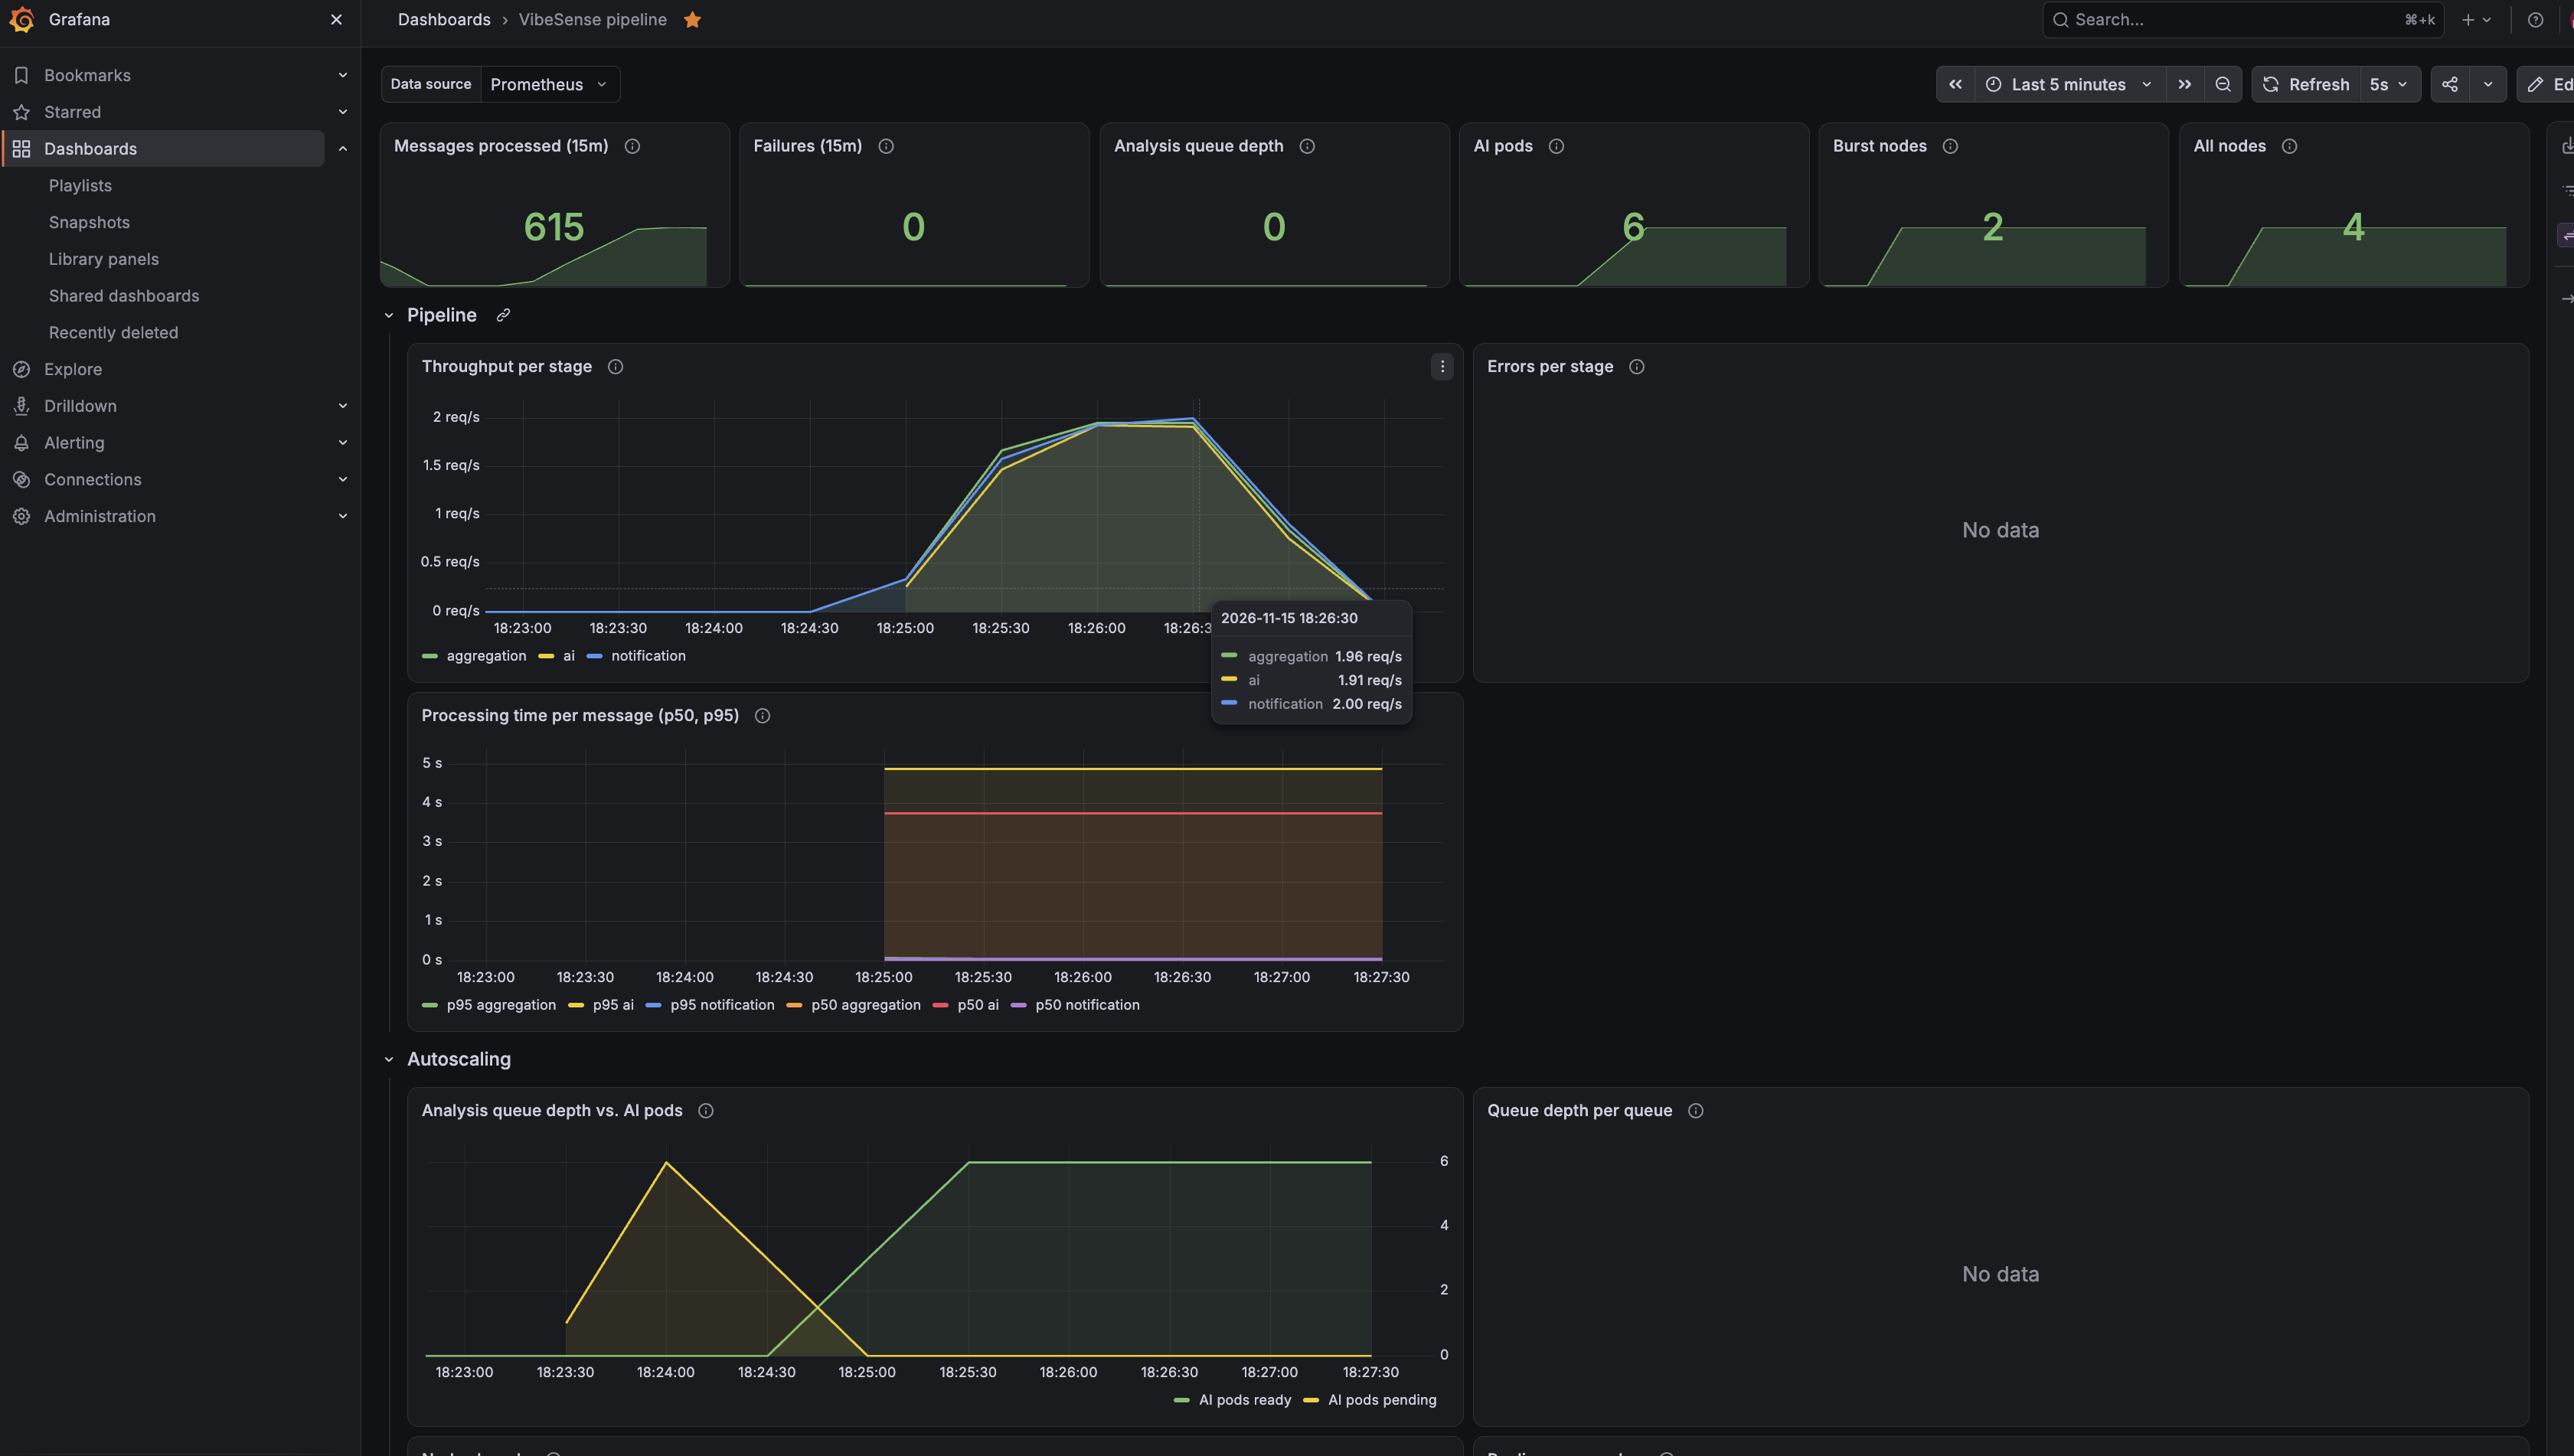 Grafana
Dashboards › VibeSense pipeline
Search...
⌘+k
Bookmarks
Starred
Dashboards
Playlists
Snapshots
Library panels
Shared dashboards
Recently deleted
Explore
Drilldown
Alerting
Connections
Administration
Data source Prometheus
Last 5 minutes
Refresh 5s
Ed
Messages processed (15m)
615
Failures (15m)
0
Analysis queue depth
0
AI pods
6
Burst nodes
2
All nodes
4
Pipeline
Throughput per stage
2 req/s
1.5 req/s
1 req/s
0.5 req/s
0 req/s
18:23:00 18:23:30 18:24:00 18:24:30 18:25:00 18:25:30 18:26:00 18:26:3
aggregation ai notification
2026-11-15 18:26:30
aggregation 1.96 req/s
ai 1.91 req/s
notification 2.00 req/s
Errors per stage
No data
Processing time per message (p50, p95)
5 s
4 s
3 s
2 s
1 s
0 s
18:23:00 18:23:30 18:24:00 18:24:30 18:25:00 18:25:30 18:26:00 18:26:30 18:27:00 18:27:30
p95 aggregation p95 ai p95 notification p50 aggregation p50 ai p50 notification
Autoscaling
Analysis queue depth vs. AI pods
6
4
2
0
18:23:00 18:23:30 18:24:00 18:24:30 18:25:00 18:25:30 18:26:00 18:26:30 18:27:00 18:27:30
AI pods ready AI pods pending
Queue depth per queue
No data